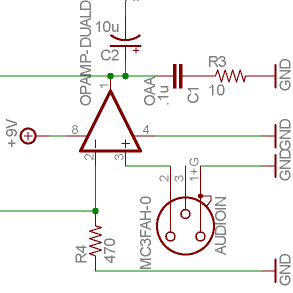 10u
C2
+
OPAMP-DUALD
OAA
.1u
C1
R3
10
GND
1
+9V
8
4
GND
2
3
GND
2
3
1+G
MC3FAH-0
AUDIOIN
R4
470
GND